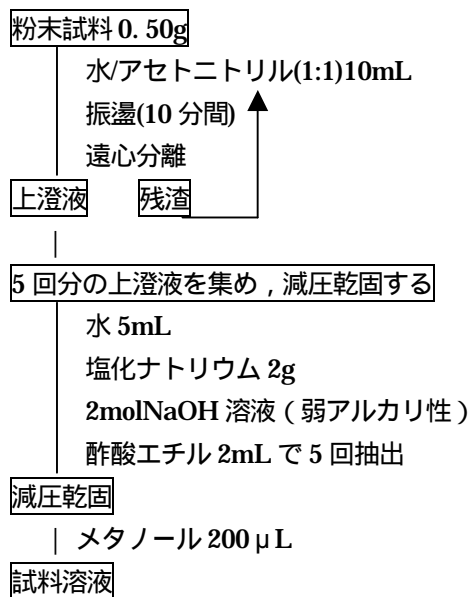 粉末試料 0. 50g
水/アセトニトリル(1:1)10mL
振盪(10 分間)
遠心分離
上澄液 残渣
5 回分の上澄液を集め，減圧乾固する
水 5mL
塩化ナトリウム 2g
2molNaOH 溶液（弱アルカリ性）
酢酸エチル 2mL で 5 回抽出
減圧乾固
メタノール 200μL
試料溶液